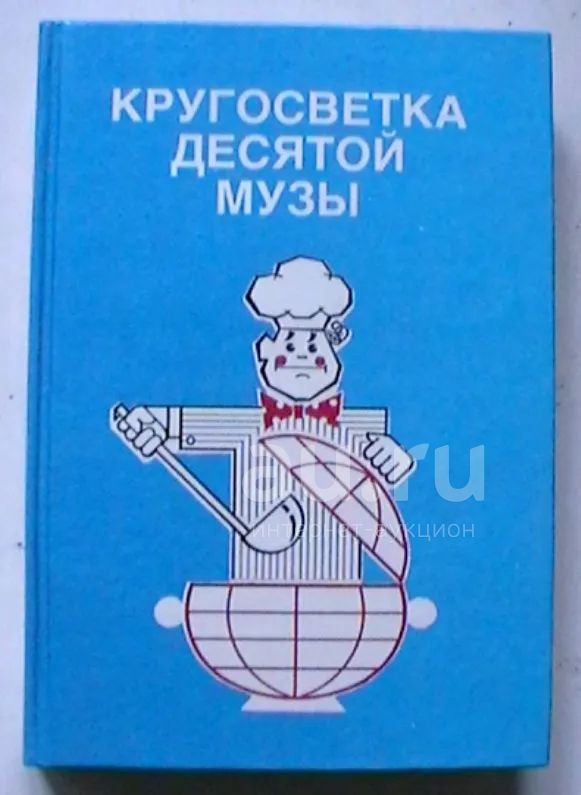 КРУГОСВЕТКА
ДЕСЯТОЙ
МУЗЫ
au.ru
интернет-аукцион